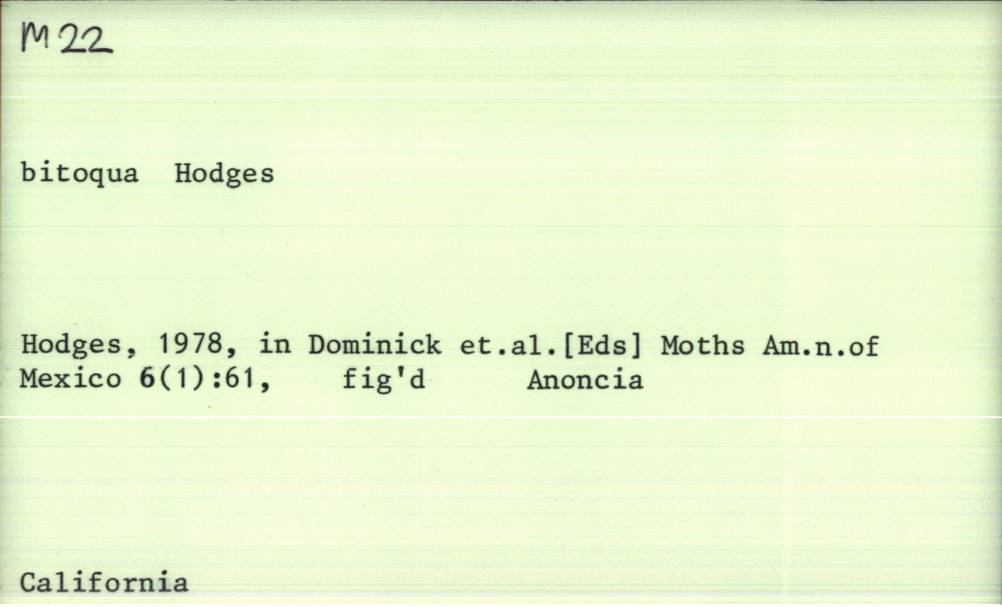 M22
bitoqua Hodges
Hodges, 1978, in Dominick et.al.[Eds] Moths Am.n.of
Mexico 6(1):61, fig'd Anoncia
California